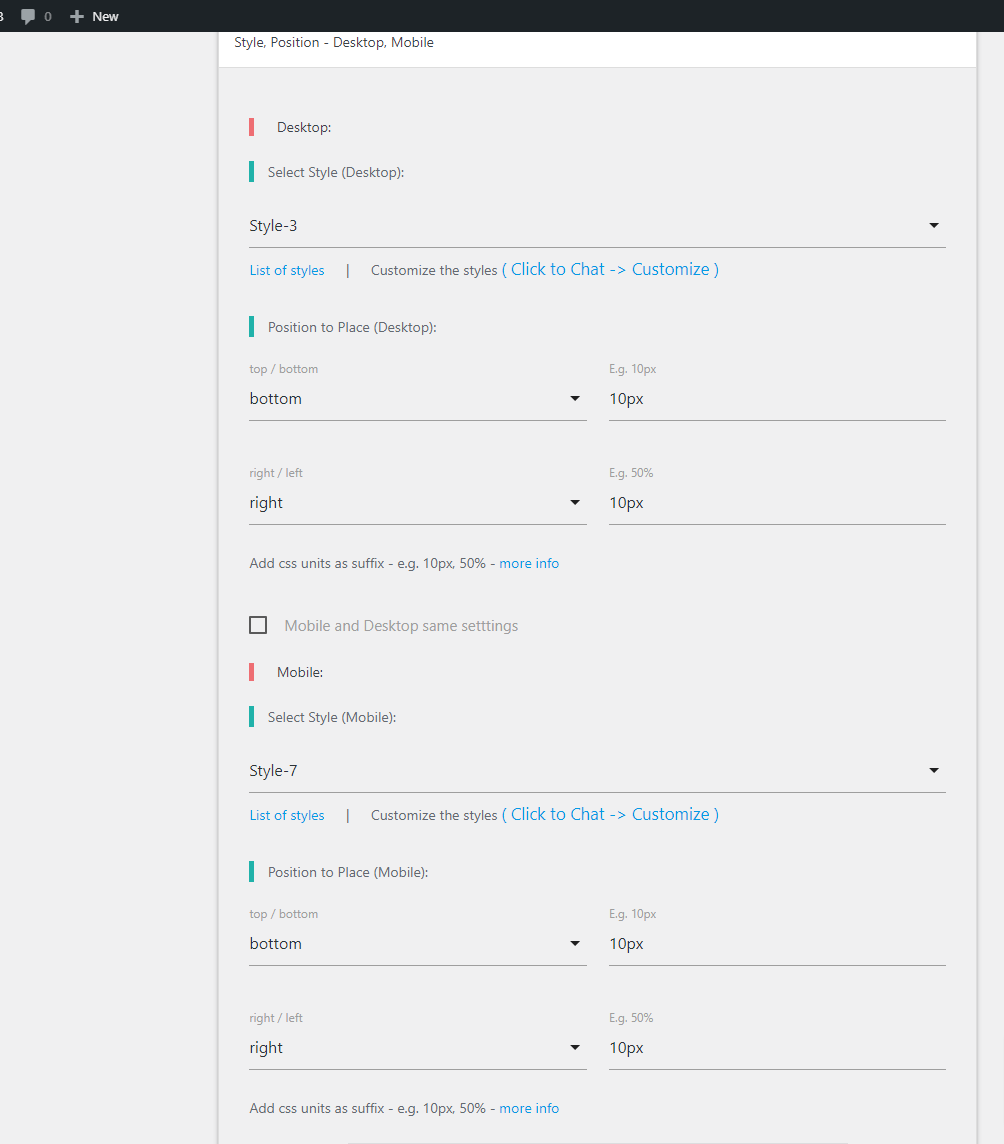 3 0 New
Style, Position - Desktop, Mobile
Desktop:
Select Style (Desktop):
Style-3
List of styles | Customize the styles ( Click to Chat -> Customize )
Position to Place (Desktop):
top / bottom E.g. 10px
bottom 10px
right / left E.g. 50%
right 10px
Add css units as suffix - e.g. 10px, 50% - more info
Mobile and Desktop same setttings
Mobile:
Select Style (Mobile):
Style-7
List of styles | Customize the styles ( Click to Chat -> Customize )
Position to Place (Mobile):
top / bottom E.g. 10px
bottom 10px
right / left E.g. 50%
right 10px
Add css units as suffix - e.g. 10px, 50% - more info